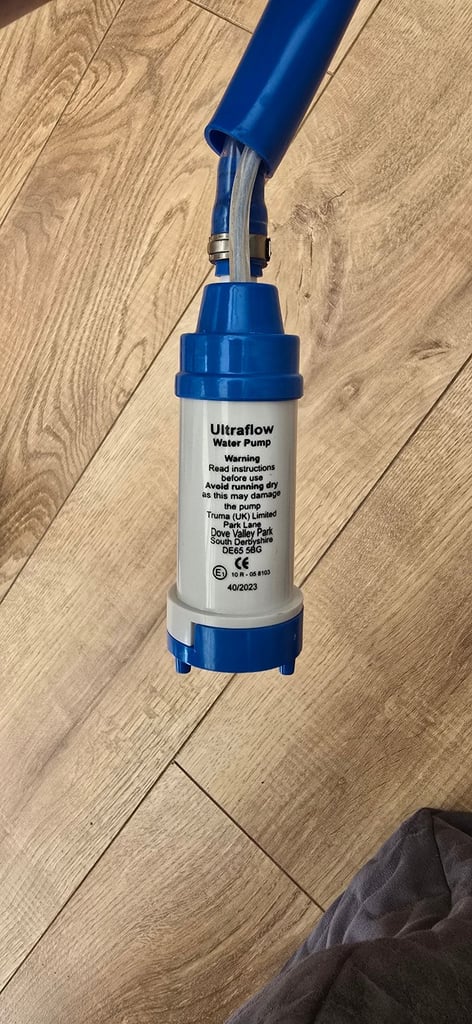 Ultraflow
Water Pump
Warning
Read instructions
before use
Avoid running dry
as this may damage
the pump
Truma (UK) Limited
Park Lane
Dove Valley Park
South Derbyshire
DE65 5BG
CE
E1 10 R - 05 8103
40/2023